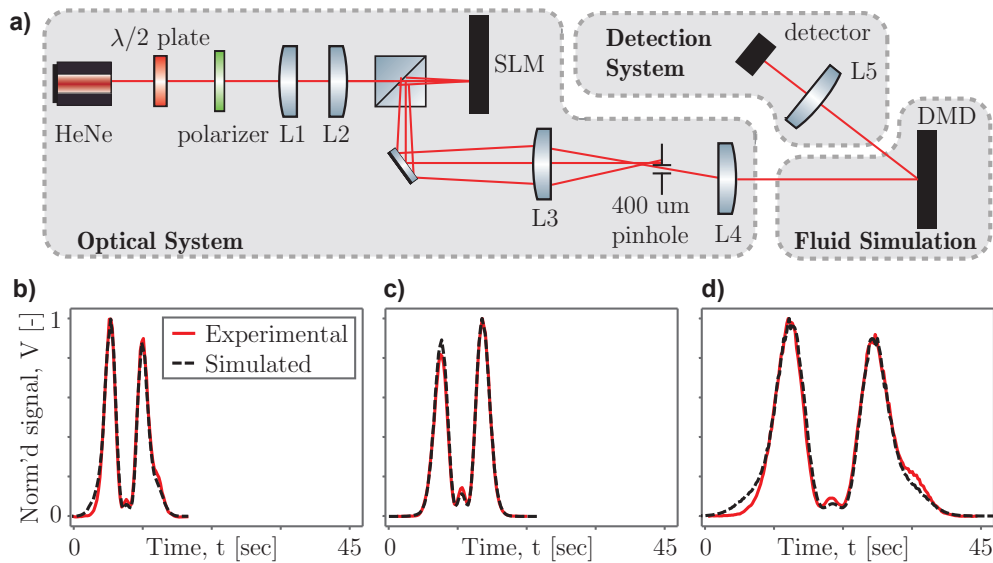 a)
λ/2 plate
HeNe
polarizer
L1
L2
SLM
L3
400 um
pinhole
L4
Optical System
Detection
System
detector
L5
DMD
Fluid Simulation
b)
c)
d)
Norm'd signal, V [-]
1
0
Experimental
Simulated
0
Time, t [sec]
45
0
Time, t [sec]
45
0
Time, t [sec]
45